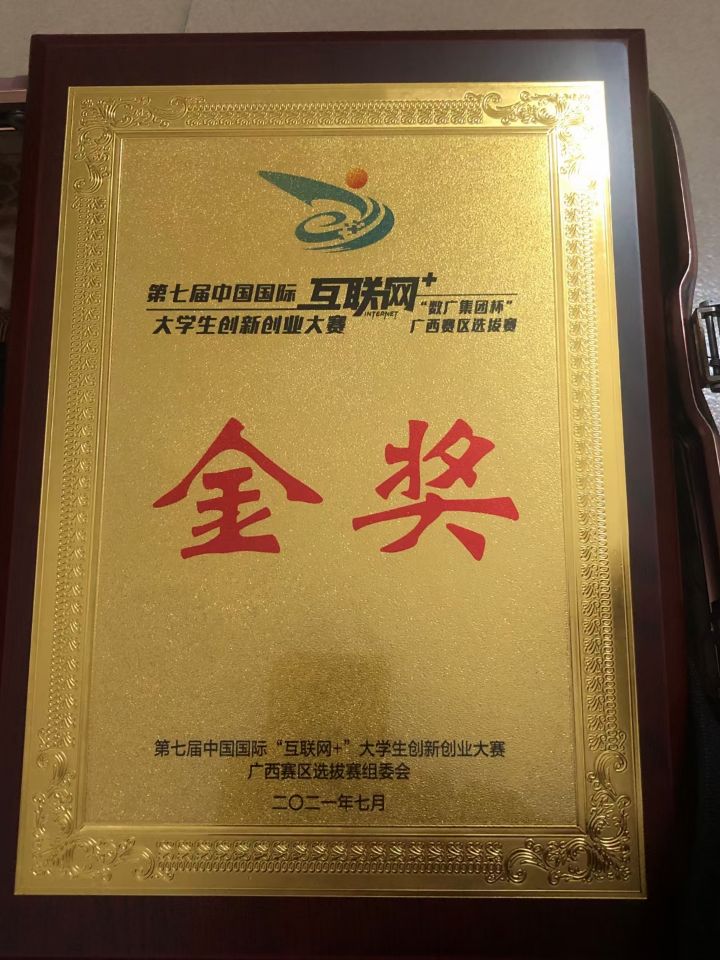 第七届中国国际 互联网+ “数广集团杯”
INTERNET
大学生创新创业大赛 广西赛区选拔赛
金奖
第七届中国国际“互联网+”大学生创新创业大赛
广西赛区选拔赛组委会
二〇二一年七月